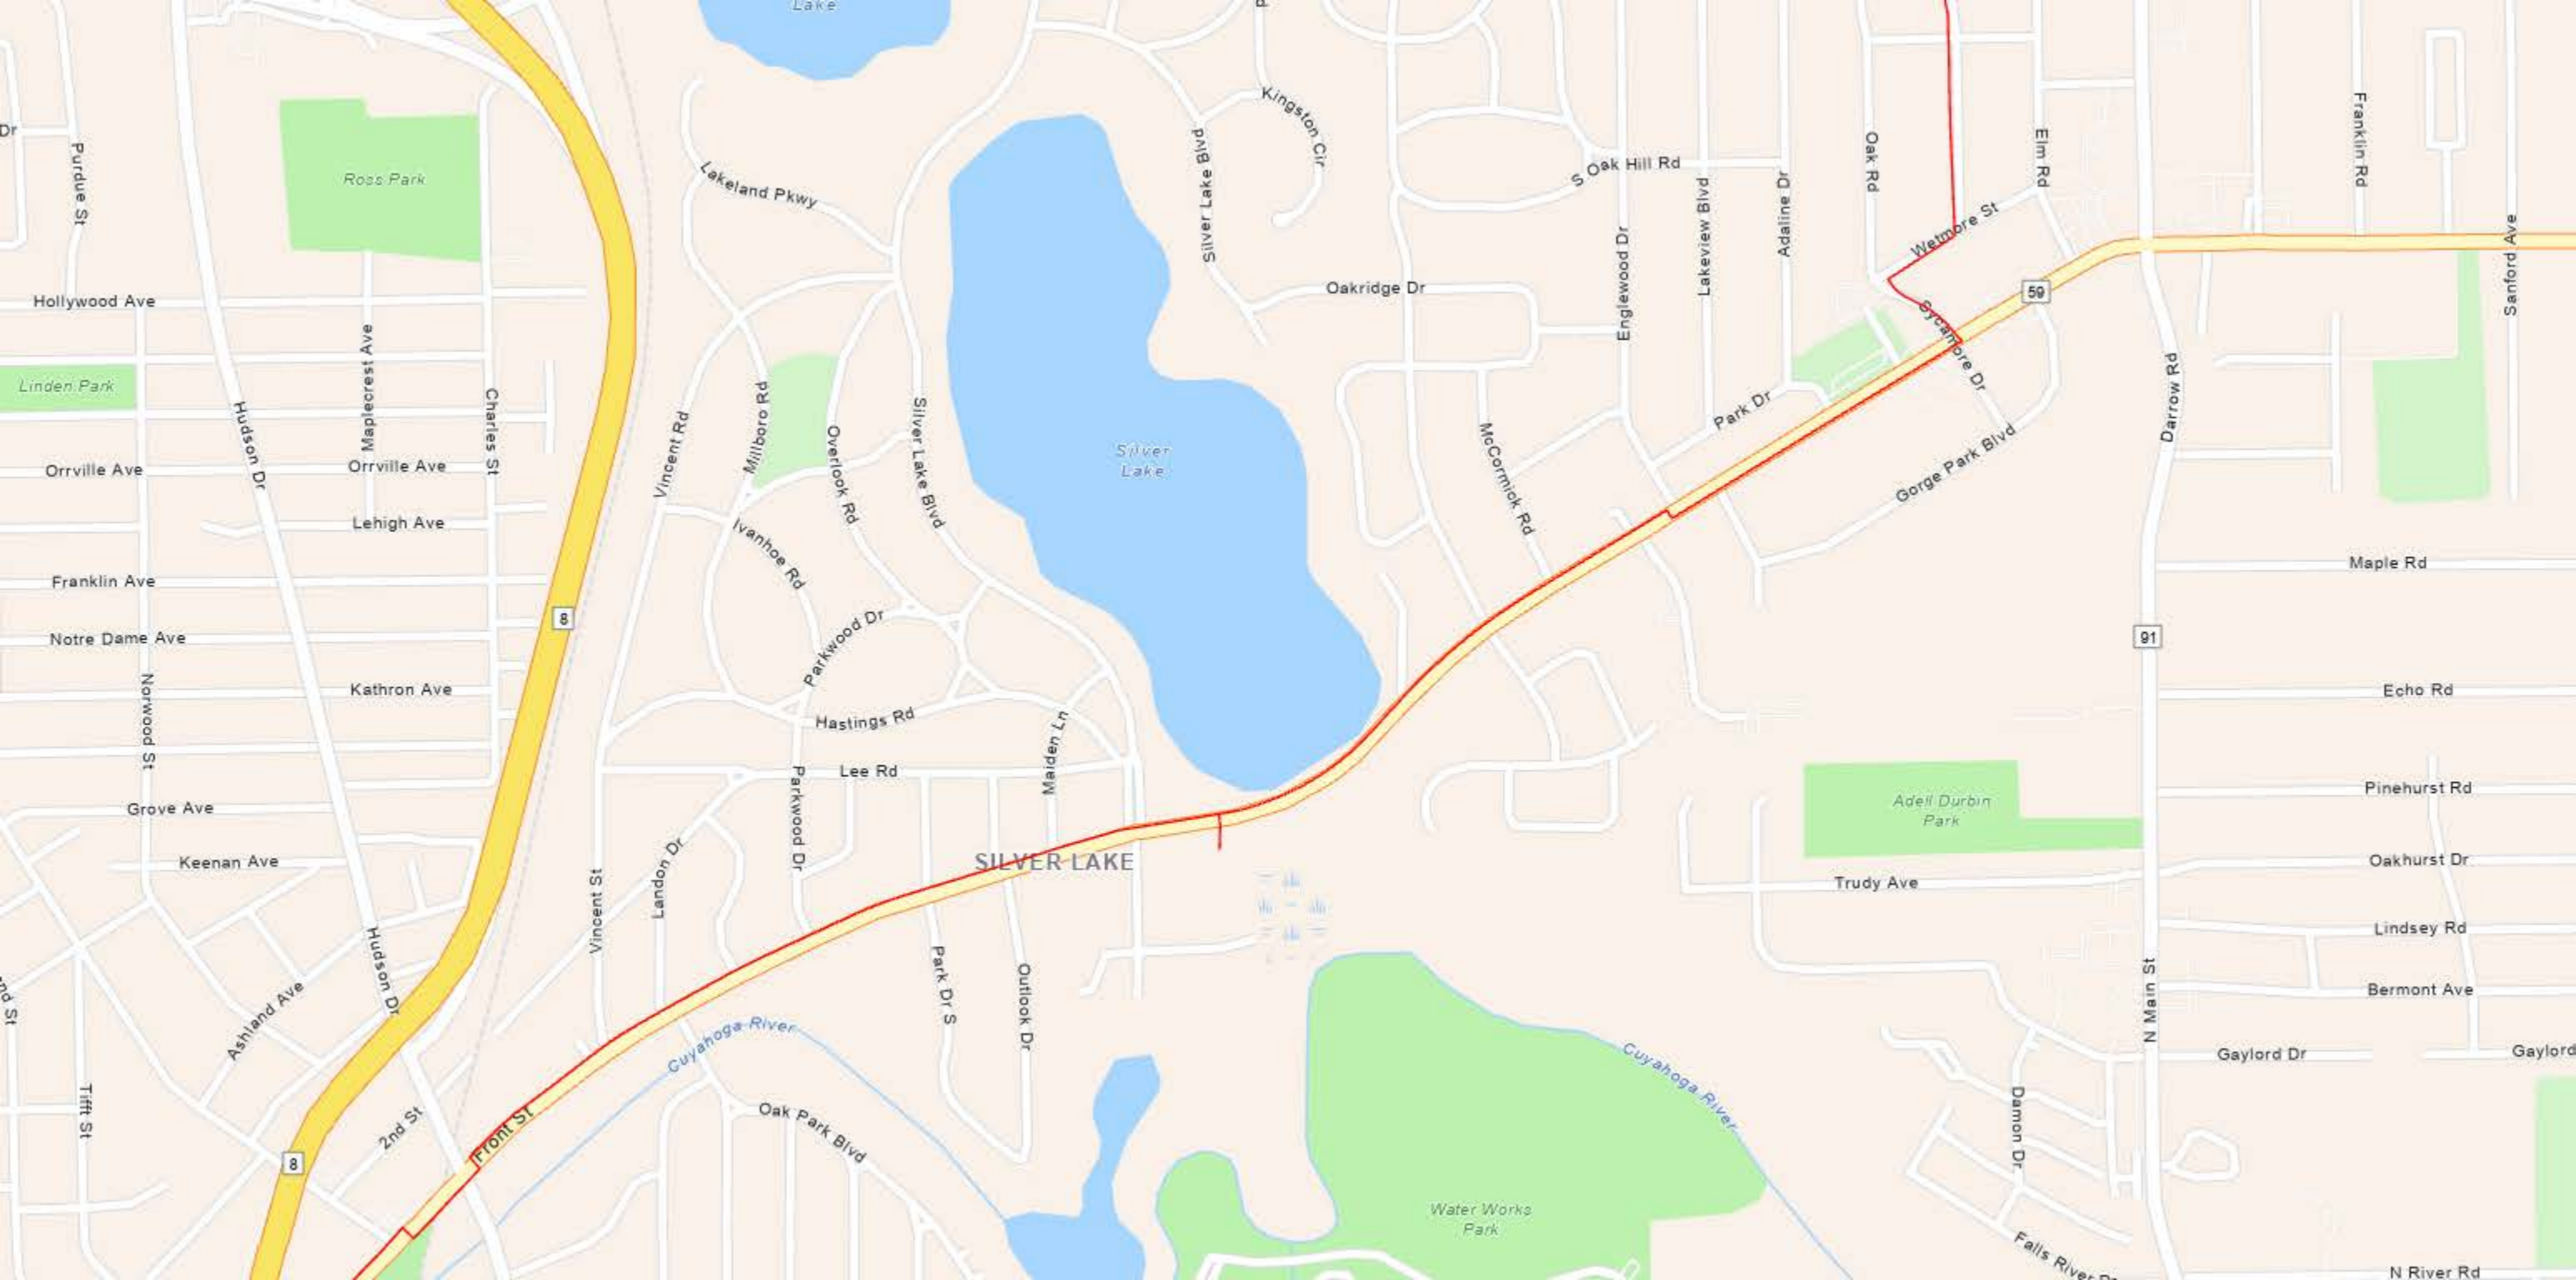 Lake
P
Dr
Purdue St
Ross Park
Lakeland Pkwy
Silver Lake Blvd
Kingston Cir
S Oak Hill Rd
Oak Rd
Elm Rd
Franklin Rd
Wetmore St
Englewood Dr
Lakeview Blvd
Adaline Dr
Sanford Ave
Hollywood Ave
Oakridge Dr
59
Sycamore Dr
Linden Park
Maplecrest Ave
Charles St
Hudson Dr
Vincent Rd
Millboro Rd
Overlook Rd
Silver Lake Blvd
Silver
Lake
McCormick Rd
Park Dr
Gorge Park Blvd
Darrow Rd
Orrville Ave
Orrville Ave
Lehigh Ave
Ivanhoe Rd
Franklin Ave
Maple Rd
8
Notre Dame Ave
Parkwood Dr
91
Norwood St
Kathron Ave
Hastings Rd
Maiden Ln
Echo Rd
Lee Rd
Parkwood Dr
Grove Ave
Pinehurst Rd
Adell Durbin
Park
Keenan Ave
Landon Dr
SILVER LAKE
Oakhurst Dr
Trudy Ave
Vincent St
Hudson Dr
Park Dr S
Outlook Dr
Lindsey Rd
nd St
Ashland Ave
N Main St
Bermont Ave
Cuyahoga River
Cuyahoga River
Gaylord Dr
Gaylord
Tifft St
2nd St
Front St
Oak Park Blvd
Damon Dr
8
Water Works
Park
Falls River Dr
N River Rd